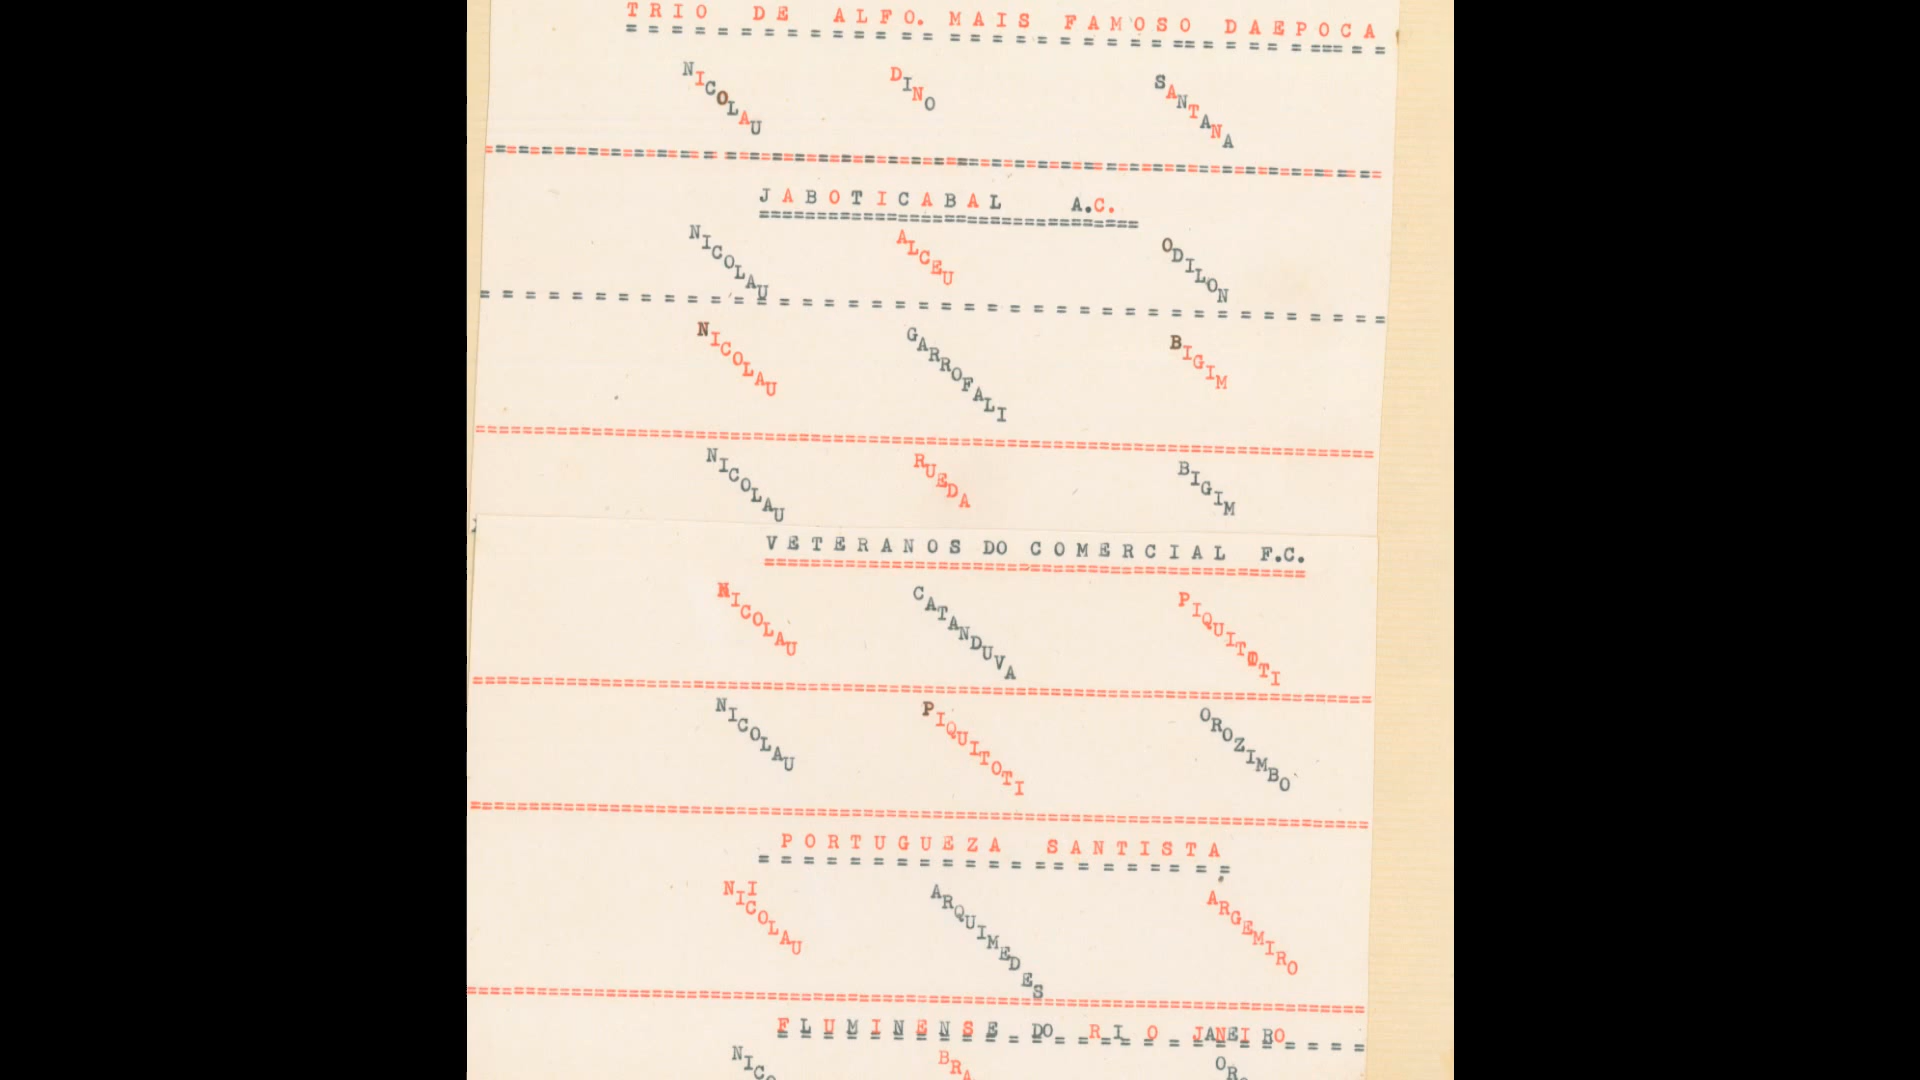 TRIO DE ALFO. MAIS FAMOSO DAEPOCA
NICOLAU DINO SANTANA
JABOTICABAL A.C.
NICOLAU ALCEU ODILON
NICOLAU GARROFALI BIGIM
NICOLAU RUEDA BIGIM
VETERANOS DO COMERCIAL F.C.
NICOLAU CATANDUVA PIQUITOTI
NICOLAU PIQUITOTI OROZIMBO
PORTUGUEZA SANTISTA
NICOLAU ARQUIMEDES ARGEMIRO
FLUMINENSE DO RIO JANEIRO